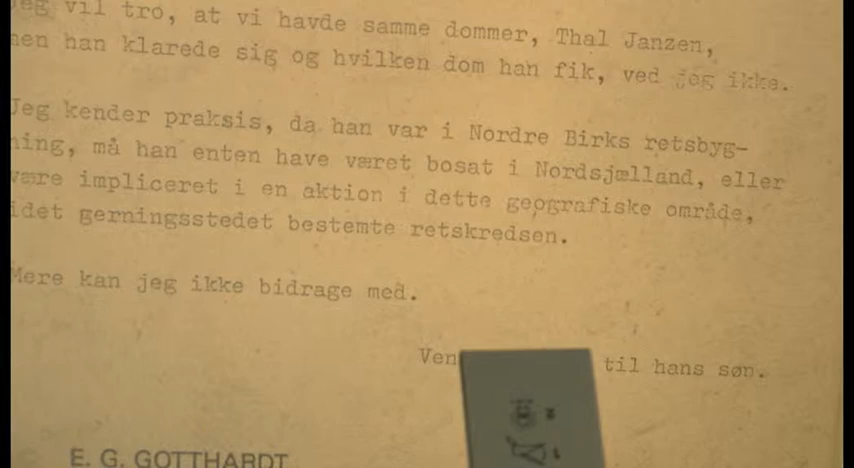 Jeg vil tro, at vi havde samme dommer, Thal Janzen,
men han klarede sig og hvilken dom han fik, ved jeg ikke.
Jeg kender praksis, da han var i Nordre Birks retsbyg-
ning, må han enten have været bosat i Nordsjælland, eller
være impliceret i en aktion i dette geografiske område,
idet gerningsstedet bestemte retskredsen.
Mere kan jeg ikke bidrage med.
Ven til hans søn.
E. G. GOTTHARDT